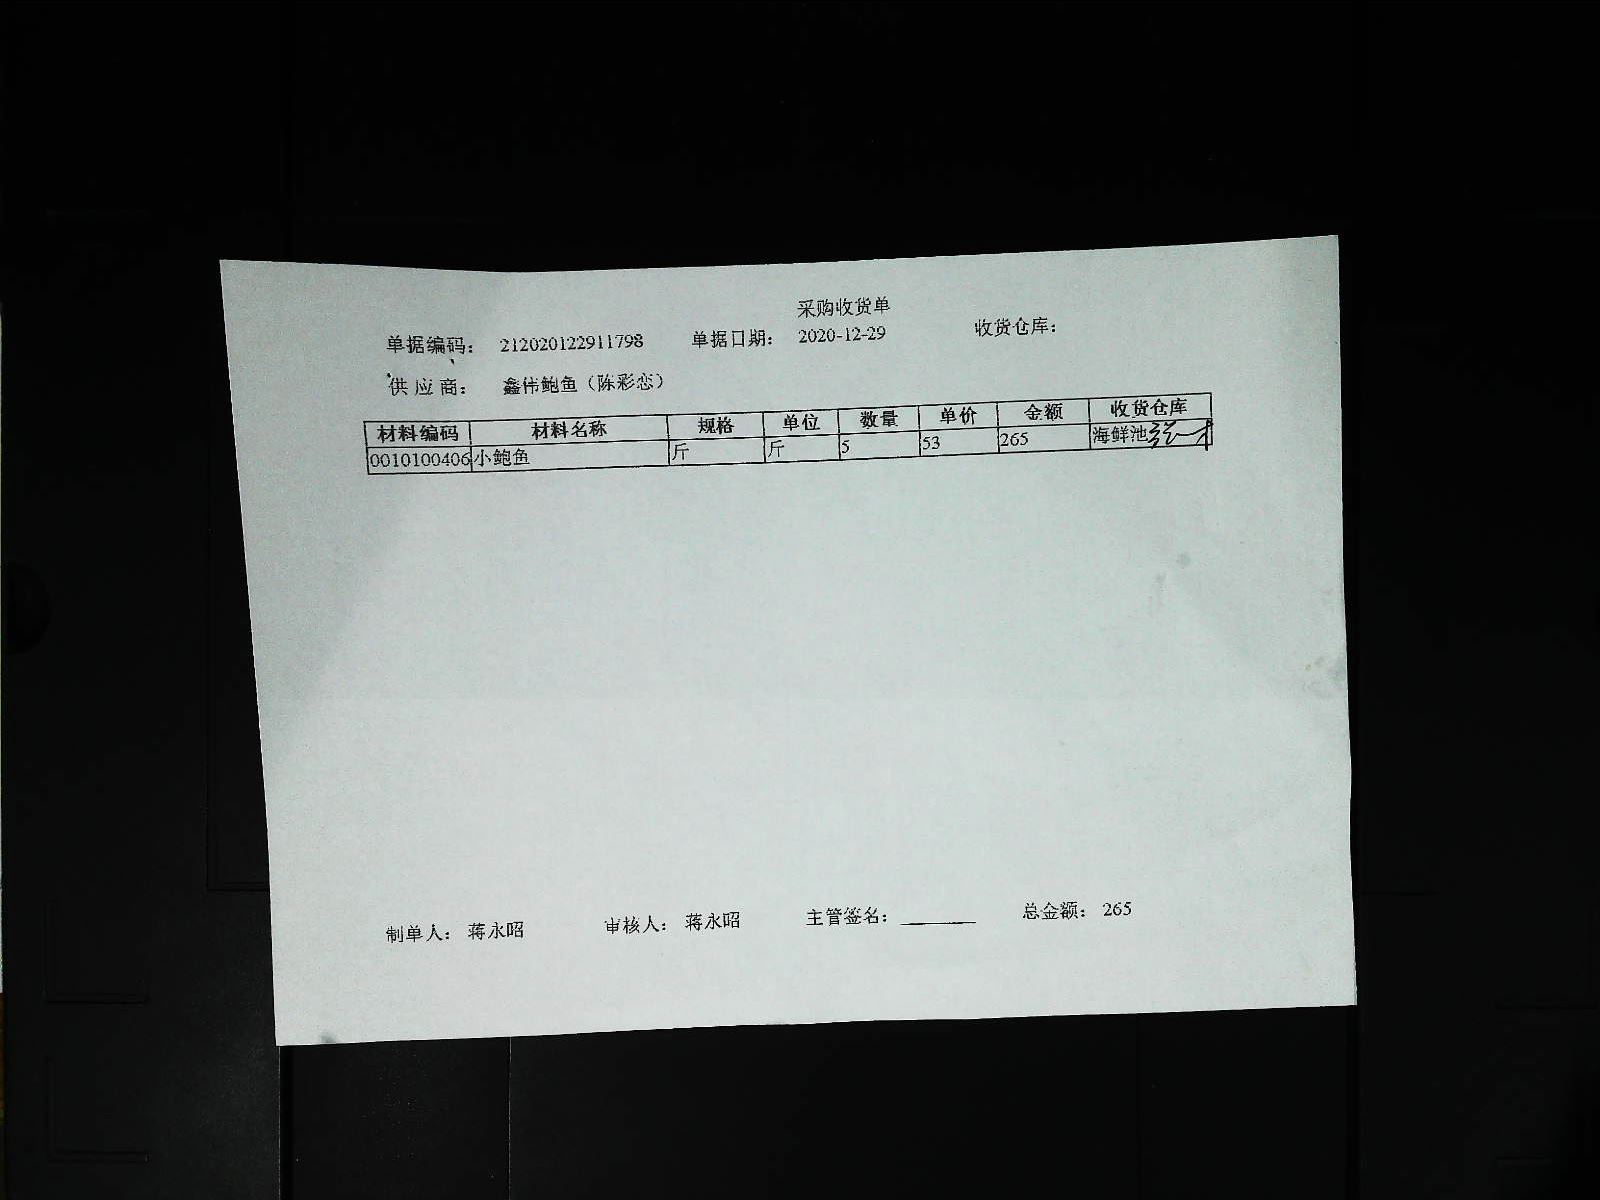 采购收货单
单据编码： 212020122911798 单据日期： 2020-12-29 收货仓库：
供 应 商： 鑫伟鲍鱼（陈彩恋）
材料编码 材料名称 规格 单位 数量 单价 金额 收货仓库
0010100406 小鲍鱼 斤 斤 5 53 265 海鲜池
制单人： 蒋永昭 审核人： 蒋永昭 主管签名： 总金额： 265